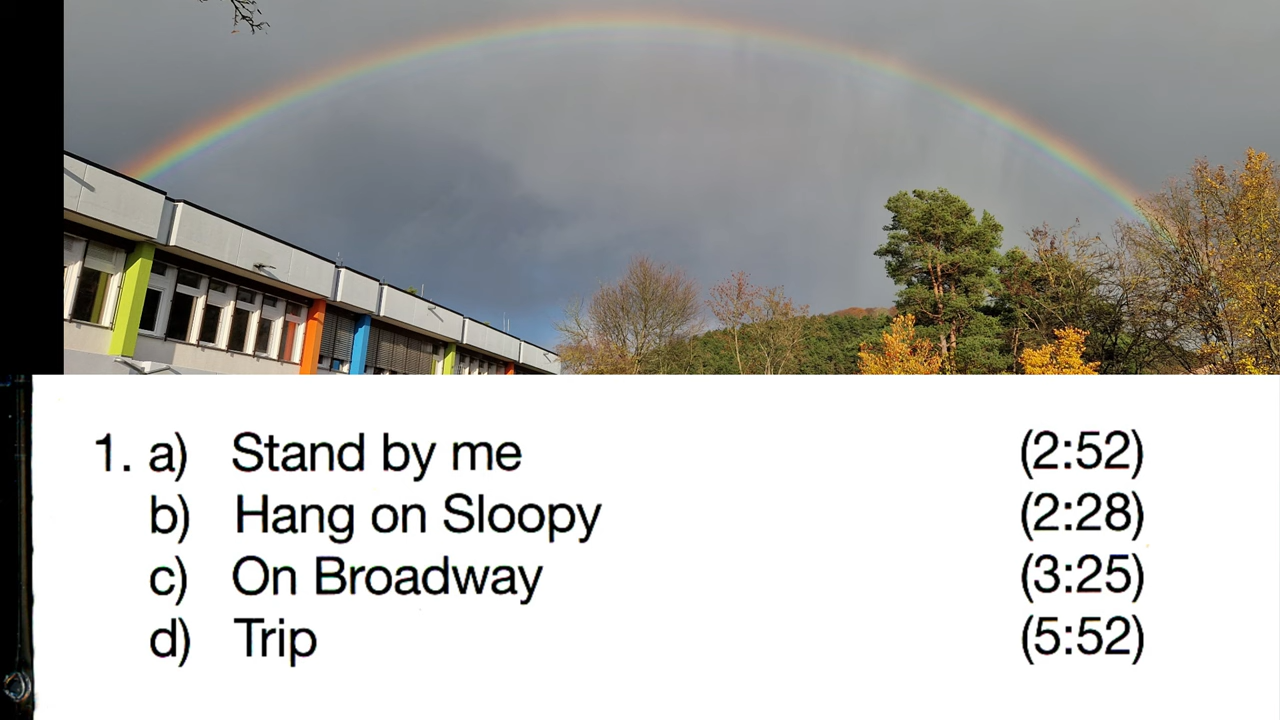 1. a) Stand by me (2:52)
b) Hang on Sloopy (2:28)
c) On Broadway (3:25)
d) Trip (5:52)